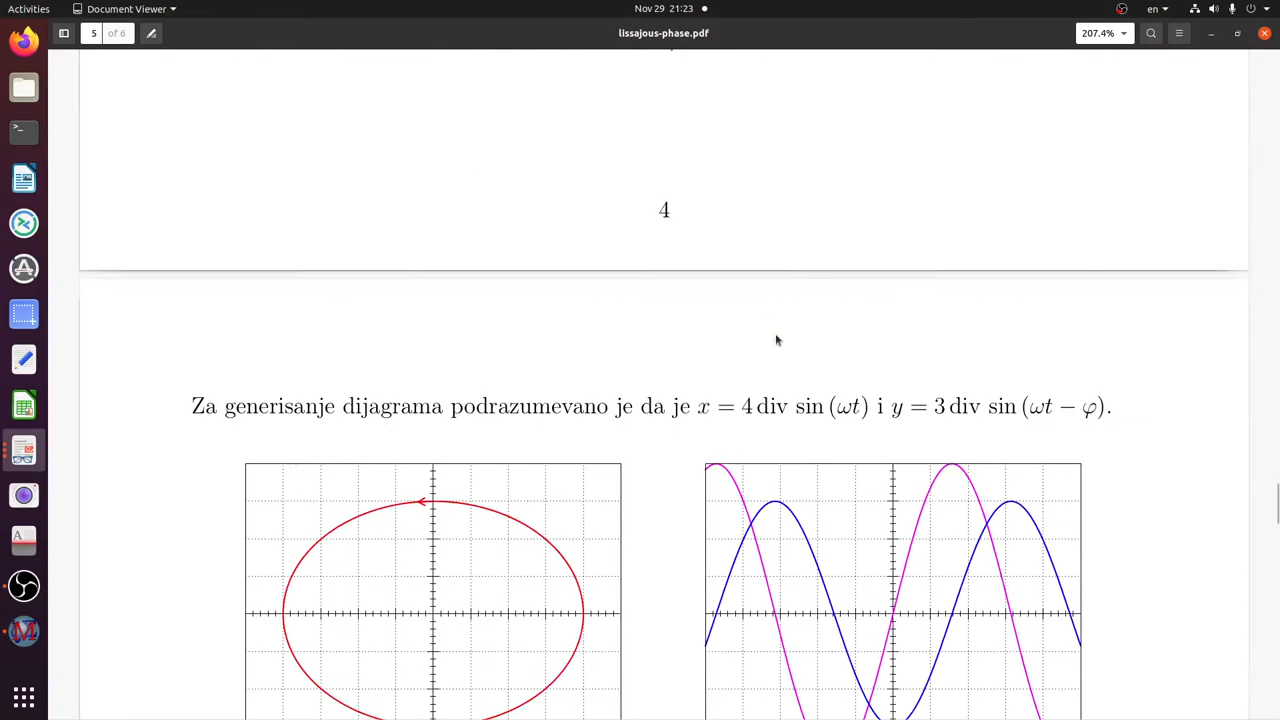 Activities Document Viewer Nov 29 21:23 en
5 of 6 lissajous-phase.pdf 207.4%
4
Za generisanje dijagrama podrazumevano je da je x = 4 div sin (ωt) i y = 3 div sin (ωt − φ).